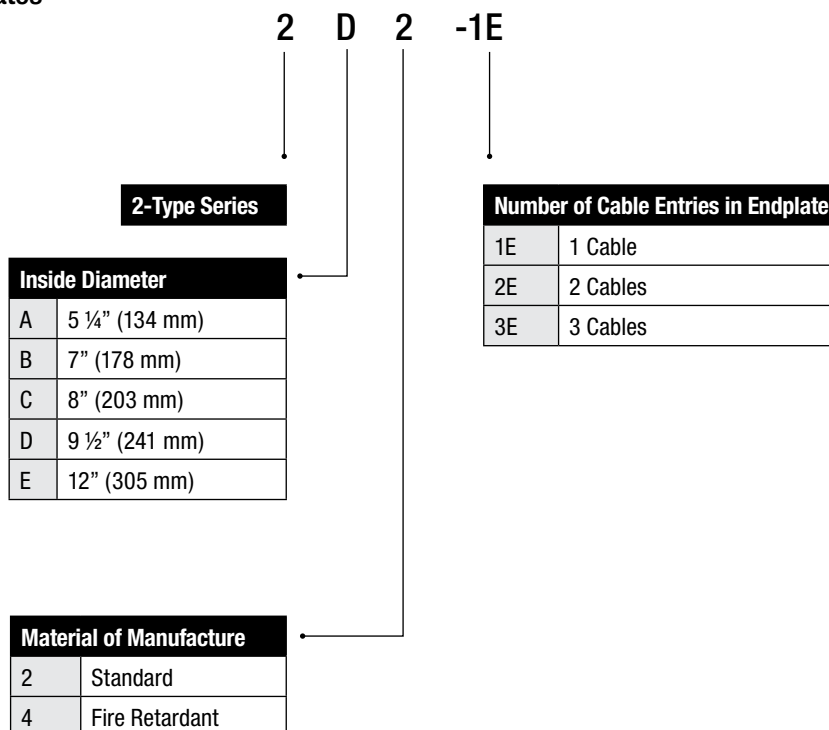 2 D 2 -1E
2-Type Series
Inside Diameter
A 5 ¼” (134 mm)
B 7” (178 mm)
C 8” (203 mm)
D 9 ½” (241 mm)
E 12” (305 mm)
Number of Cable Entries in Endplate
1E 1 Cable
2E 2 Cables
3E 3 Cables
Material of Manufacture
2 Standard
4 Fire Retardant